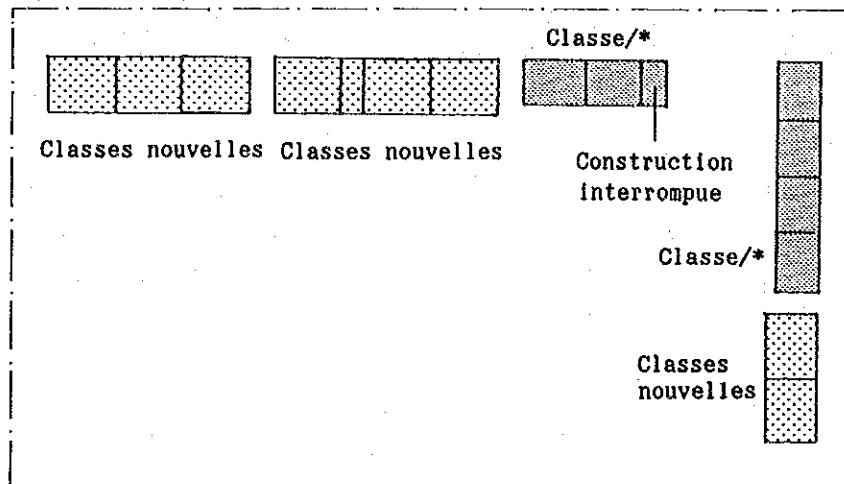 Classe/*
Classes nouvelles
Classes nouvelles
Construction
interrompue
Classe/*
Classes
nouvelles